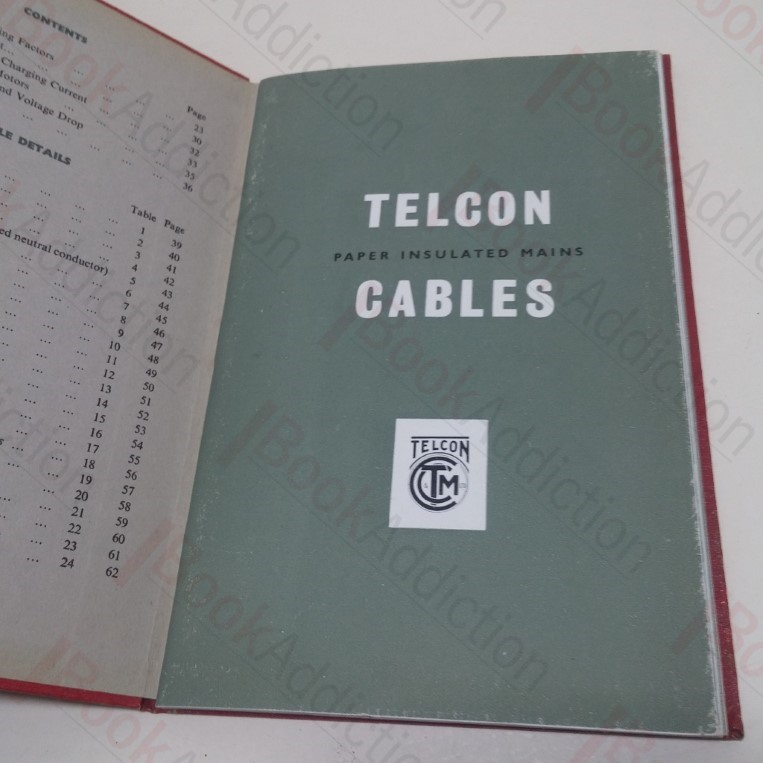 CONTENTS
Page
ing Factors ... ...
Charging Current ... ...
Motors
nd Voltage Drop ... ...
23
30
32
33
35
36
LE DETAILS
Table Page
1 39
2 40
3 41
ed neutral conductor) 4 42
5 43
6 44
7 45
8 46
9 47
10 48
11 49
12 50
13 51
14 52
15 53
16 54
17 55
18 56
19 57
20 58
21 59
22 60
23 61
24 62
TELCON
PAPER INSULATED MAINS
CABLES
TELCON
CTCM
BookAddiction